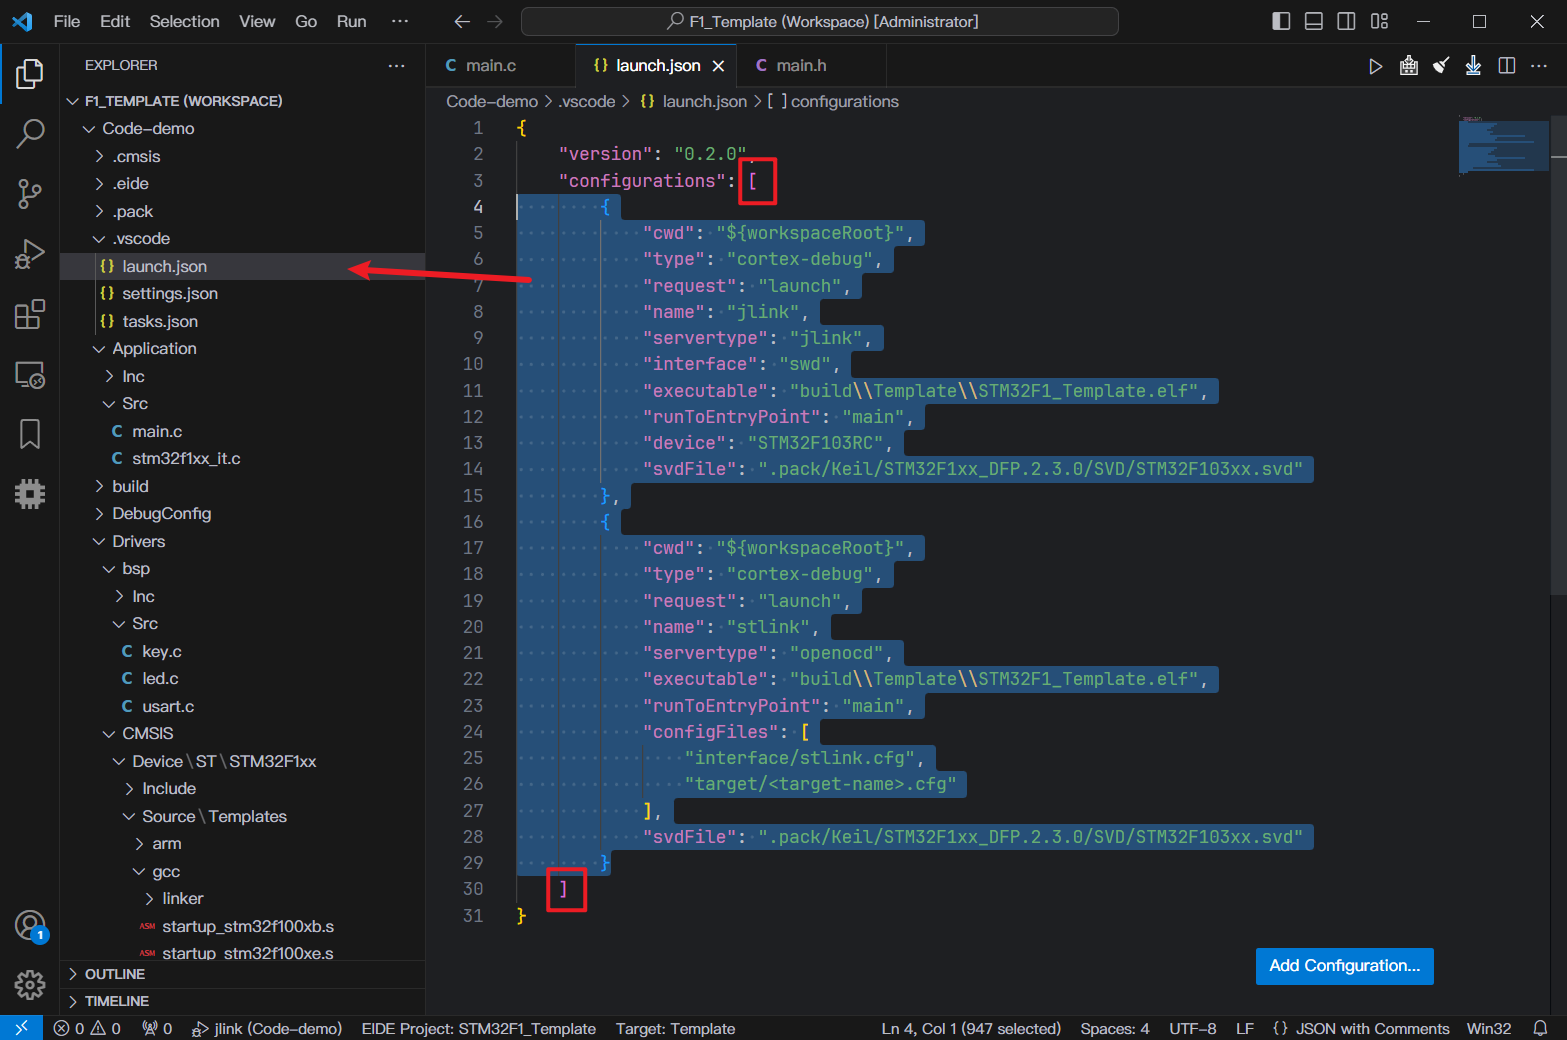 File Edit Selection View Go Run ···
F1_Template (Workspace) [Administrator]
EXPLORER ···
F1_TEMPLATE (WORKSPACE)
Code-demo
.cmsis
.eide
.pack
.vscode
{} launch.json
{} settings.json
{} tasks.json
Application
Inc
Src
C main.c
C stm32f1xx_it.c
build
DebugConfig
Drivers
bsp
Inc
Src
C key.c
C led.c
C usart.c
CMSIS
Device\ST\STM32F1xx
Include
Source\Templates
arm
gcc
linker
ASM startup_stm32f100xb.s
ASM startup_stm32f100xe.s
OUTLINE
TIMELINE
1
C main.c
{} launch.json
C main.h
Code-demo > .vscode > {} launch.json > [ ] configurations
1 {
2 "version": "0.2.0",
3 "configurations": [
4 {
5 "cwd": "${workspaceRoot}",
6 "type": "cortex-debug",
7 "request": "launch",
8 "name": "jlink",
9 "servertype": "jlink",
10 "interface": "swd",
11 "executable": "build\\Template\\STM32F1_Template.elf",
12 "runToEntryPoint": "main",
13 "device": "STM32F103RC",
14 "svdFile": ".pack/Keil/STM32F1xx_DFP.2.3.0/SVD/STM32F103xx.svd"
15 },
16 {
17 "cwd": "${workspaceRoot}",
18 "type": "cortex-debug",
19 "request": "launch",
20 "name": "stlink",
21 "servertype": "openocd",
22 "executable": "build\\Template\\STM32F1_Template.elf",
23 "runToEntryPoint": "main",
24 "configFiles": [
25 "interface/stlink.cfg",
26 "target/<target-name>.cfg"
27 ],
28 "svdFile": ".pack/Keil/STM32F1xx_DFP.2.3.0/SVD/STM32F103xx.svd"
29 }
30 ]
31 }
Add Configuration...
0 0 0 jlink (Code-demo) EIDE Project: STM32F1_Template Target: Template Ln 4, Col 1 (947 selected) Spaces: 4 UTF-8 LF {} JSON with Comments Win32